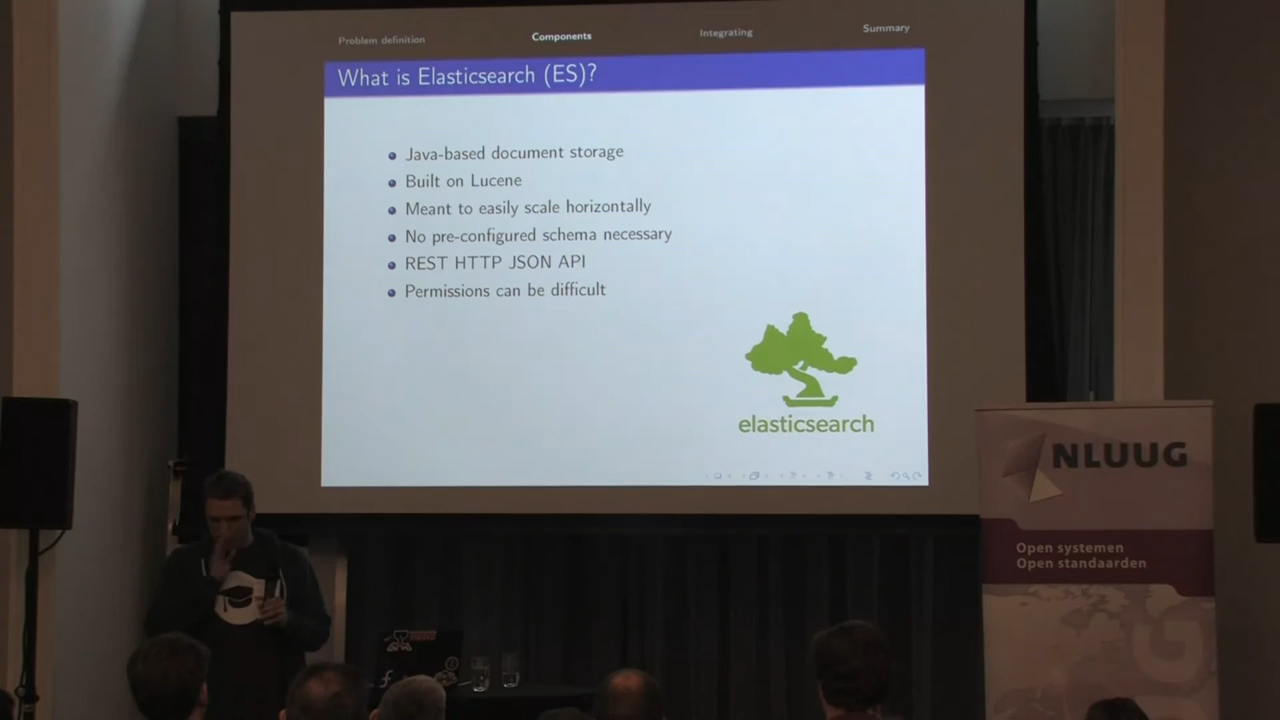 Problem definition
Components
Integrating
Summary
What is Elasticsearch (ES)?
Java-based document storage
Built on Lucene
Meant to easily scale horizontally
No pre-configured schema necessary
REST HTTP JSON API
Permissions can be difficult
elasticsearch
NLUUG
Open systemen
Open standaarden